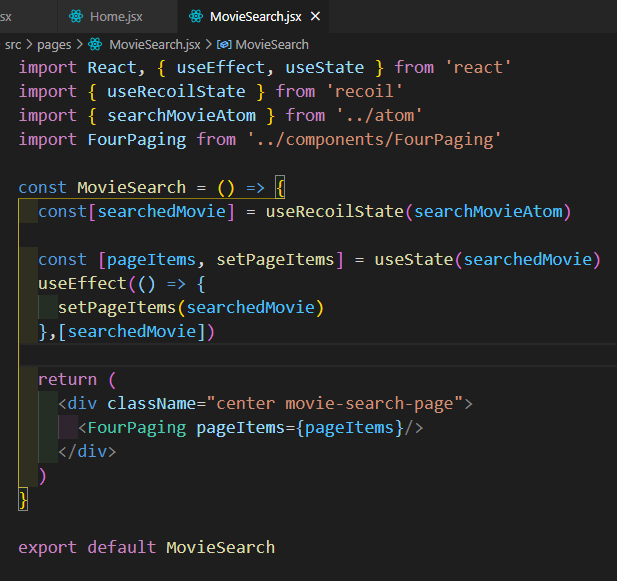 sx Home.jsx MovieSearch.jsx ×
src > pages > MovieSearch.jsx > MovieSearch
import React, { useEffect, useState } from 'react'
import { useRecoilState } from 'recoil'
import { searchMovieAtom } from '../atom'
import FourPaging from '../components/FourPaging'
const MovieSearch = () => {
const[searchedMovie] = useRecoilState(searchMovieAtom)
const [pageItems, setPageItems] = useState(searchedMovie)
useEffect(() => {
setPageItems(searchedMovie)
},[searchedMovie])
return (
<div className="center movie-search-page">
<FourPaging pageItems={pageItems}/>
</div>
)
}
export default MovieSearch